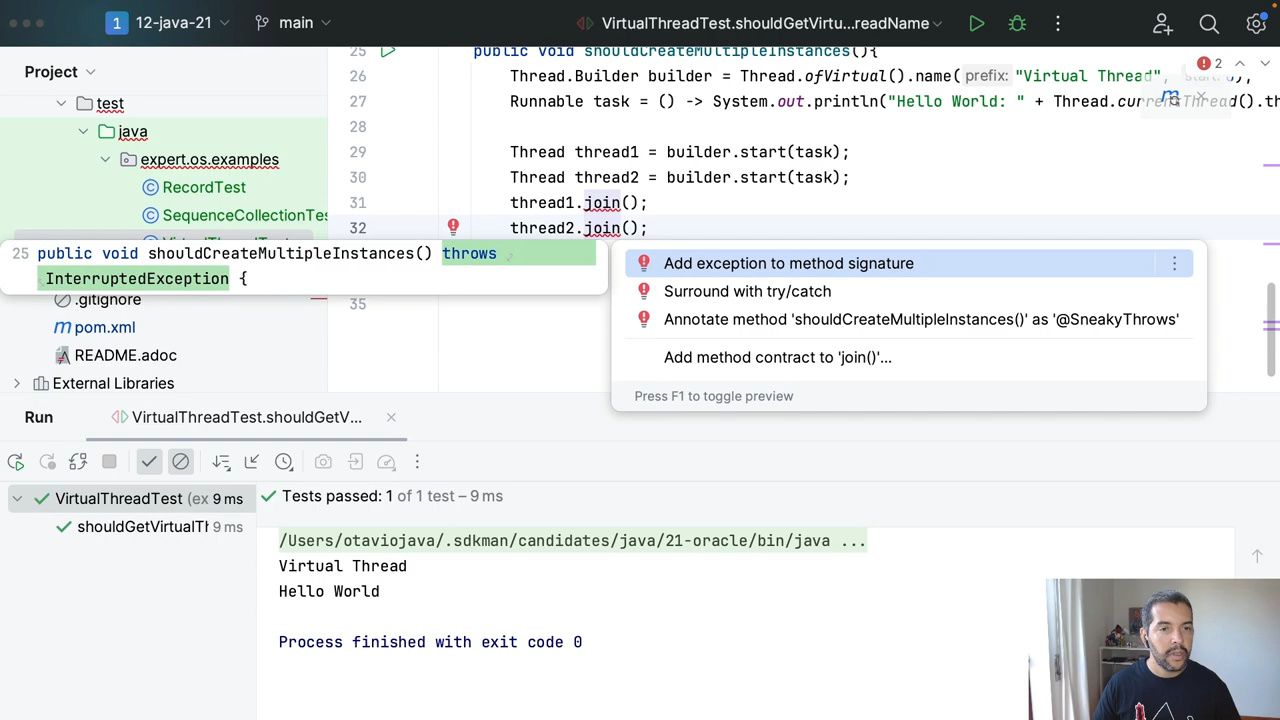 1 12-java-21 main VirtualThreadTest.shouldGetVirtu...readName
Project
test
java
expert.os.examples
RecordTest
SequenceCollectionTes
.gitignore
pom.xml
README.adoc
External Libraries
25 public void shouldCreateMultipleInstances(){
26 Thread.Builder builder = Thread.ofVirtual().name( prefix: "Virtual Thread",
27 Runnable task = () -> System.out.println("Hello World: " + Thread.currentThread().th
28
29 Thread thread1 = builder.start(task);
30 Thread thread2 = builder.start(task);
31 thread1.join();
32 thread2.join();
35
2
25 public void shouldCreateMultipleInstances() throws
InterruptedException {
Add exception to method signature
Surround with try/catch
Annotate method 'shouldCreateMultipleInstances()' as '@SneakyThrows'
Add method contract to 'join()'...
Press F1 to toggle preview
Run VirtualThreadTest.shouldGetV...
VirtualThreadTest (ex 9 ms
shouldGetVirtualTh 9 ms
Tests passed: 1 of 1 test – 9 ms
/Users/otaviojava/.sdkman/candidates/java/21-oracle/bin/java ...
Virtual Thread
Hello World
Process finished with exit code 0